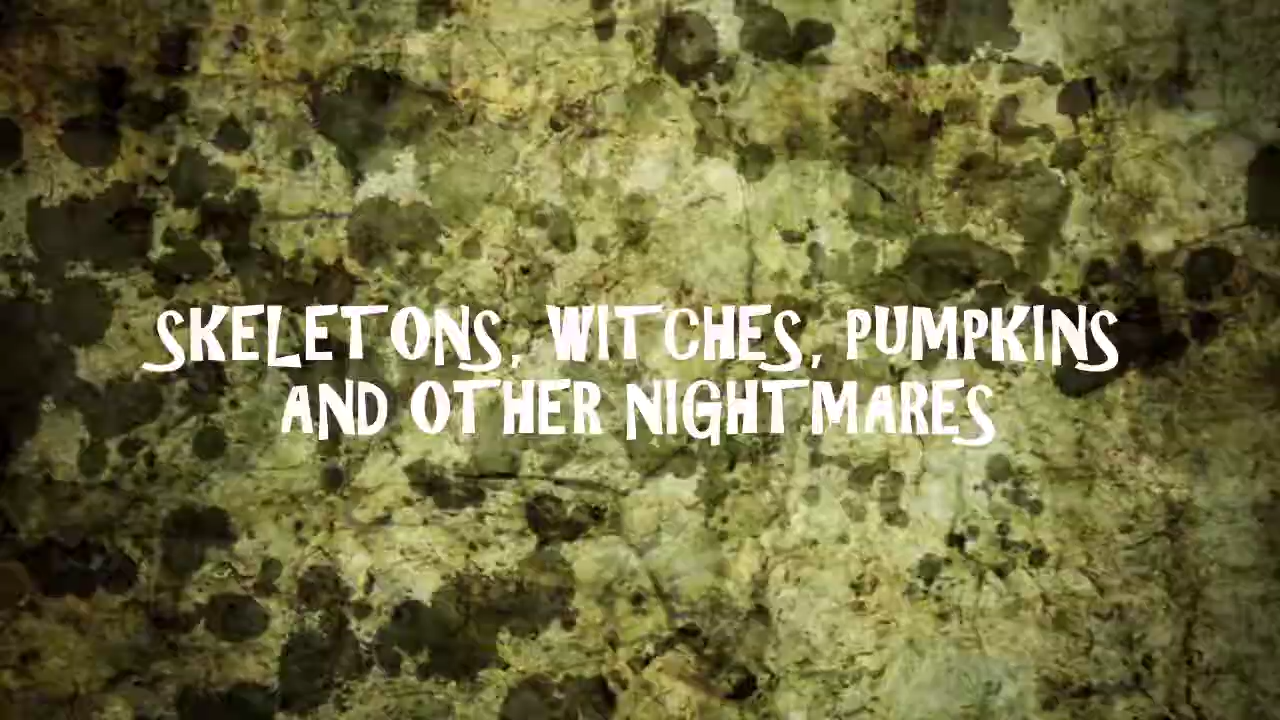 SKELETONS, WITCHES, PUMPKINS
AND OTHER NIGHTMARES